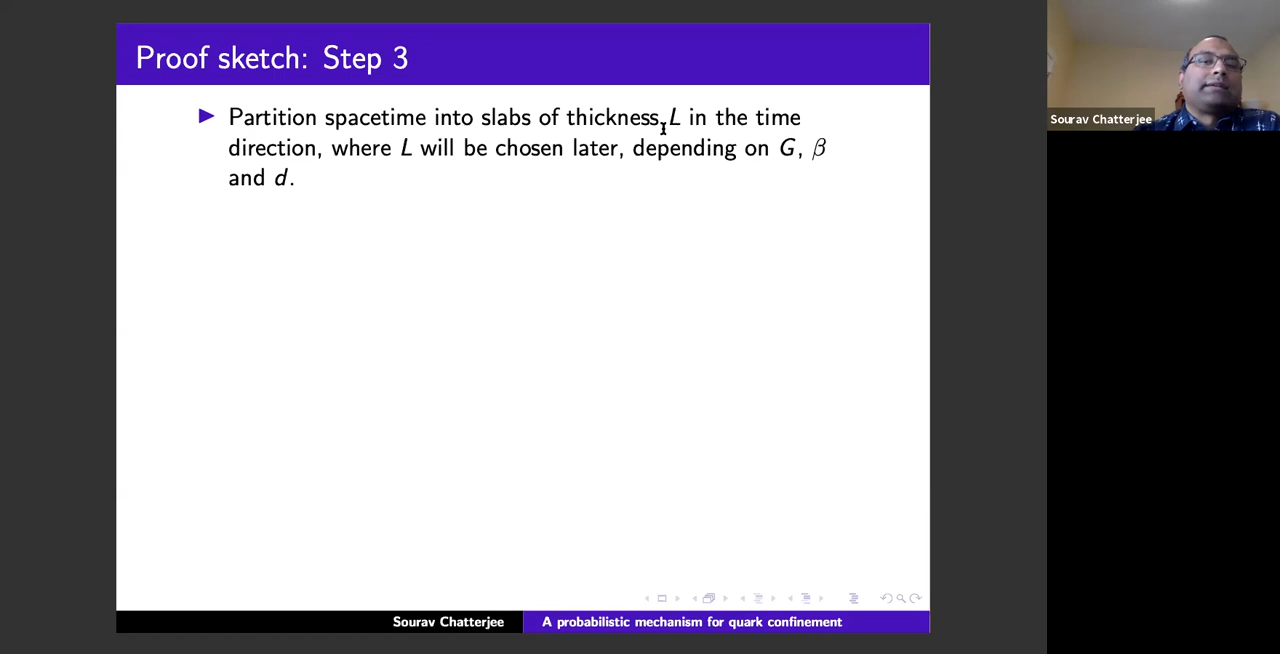 Proof sketch: Step 3
Partition spacetime into slabs of thickness L in the time
direction, where L will be chosen later, depending on G, β
and d.
Sourav Chatterjee
Sourav Chatterjee
A probabilistic mechanism for quark confinement